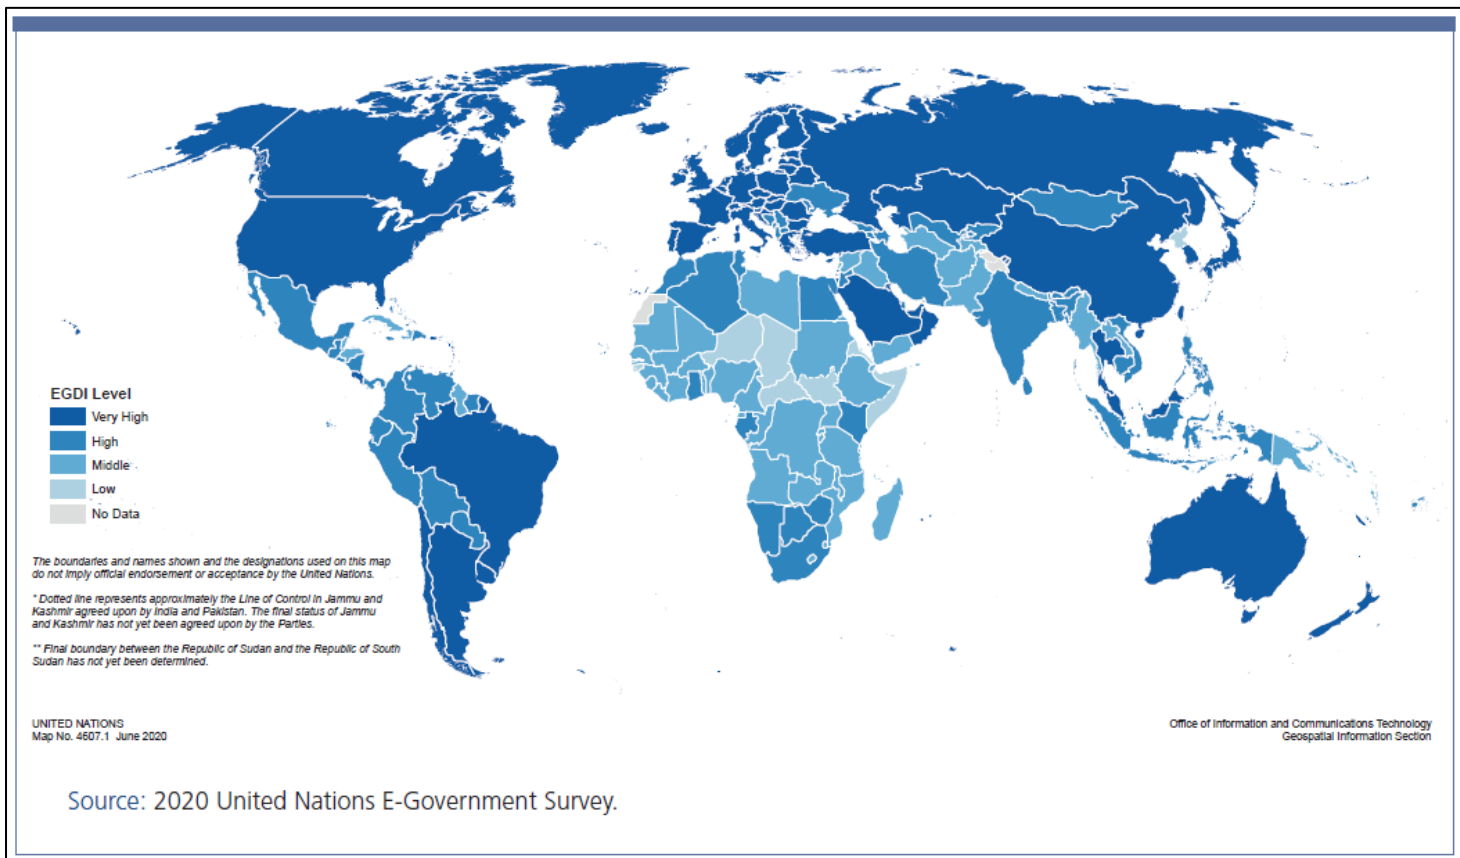 EGDI Level
Very High
High
Middle
Low
No Data
The boundaries and names shown and the designations used on this map
do not imply official endorsement or acceptance by the United Nations.
* Dotted line represents approximately the Line of Control in Jammu and
Kashmir agreed upon by India and Pakistan. The final status of Jammu
and Kashmir has not yet been agreed upon by the Parties.
** Final boundary between the Republic of Sudan and the Republic of South
Sudan has not yet been determined.
UNITED NATIONS
Map No. 4607.1 June 2020
Office of Information and Communications Technology
Geospatial Information Section
Source: 2020 United Nations E-Government Survey.